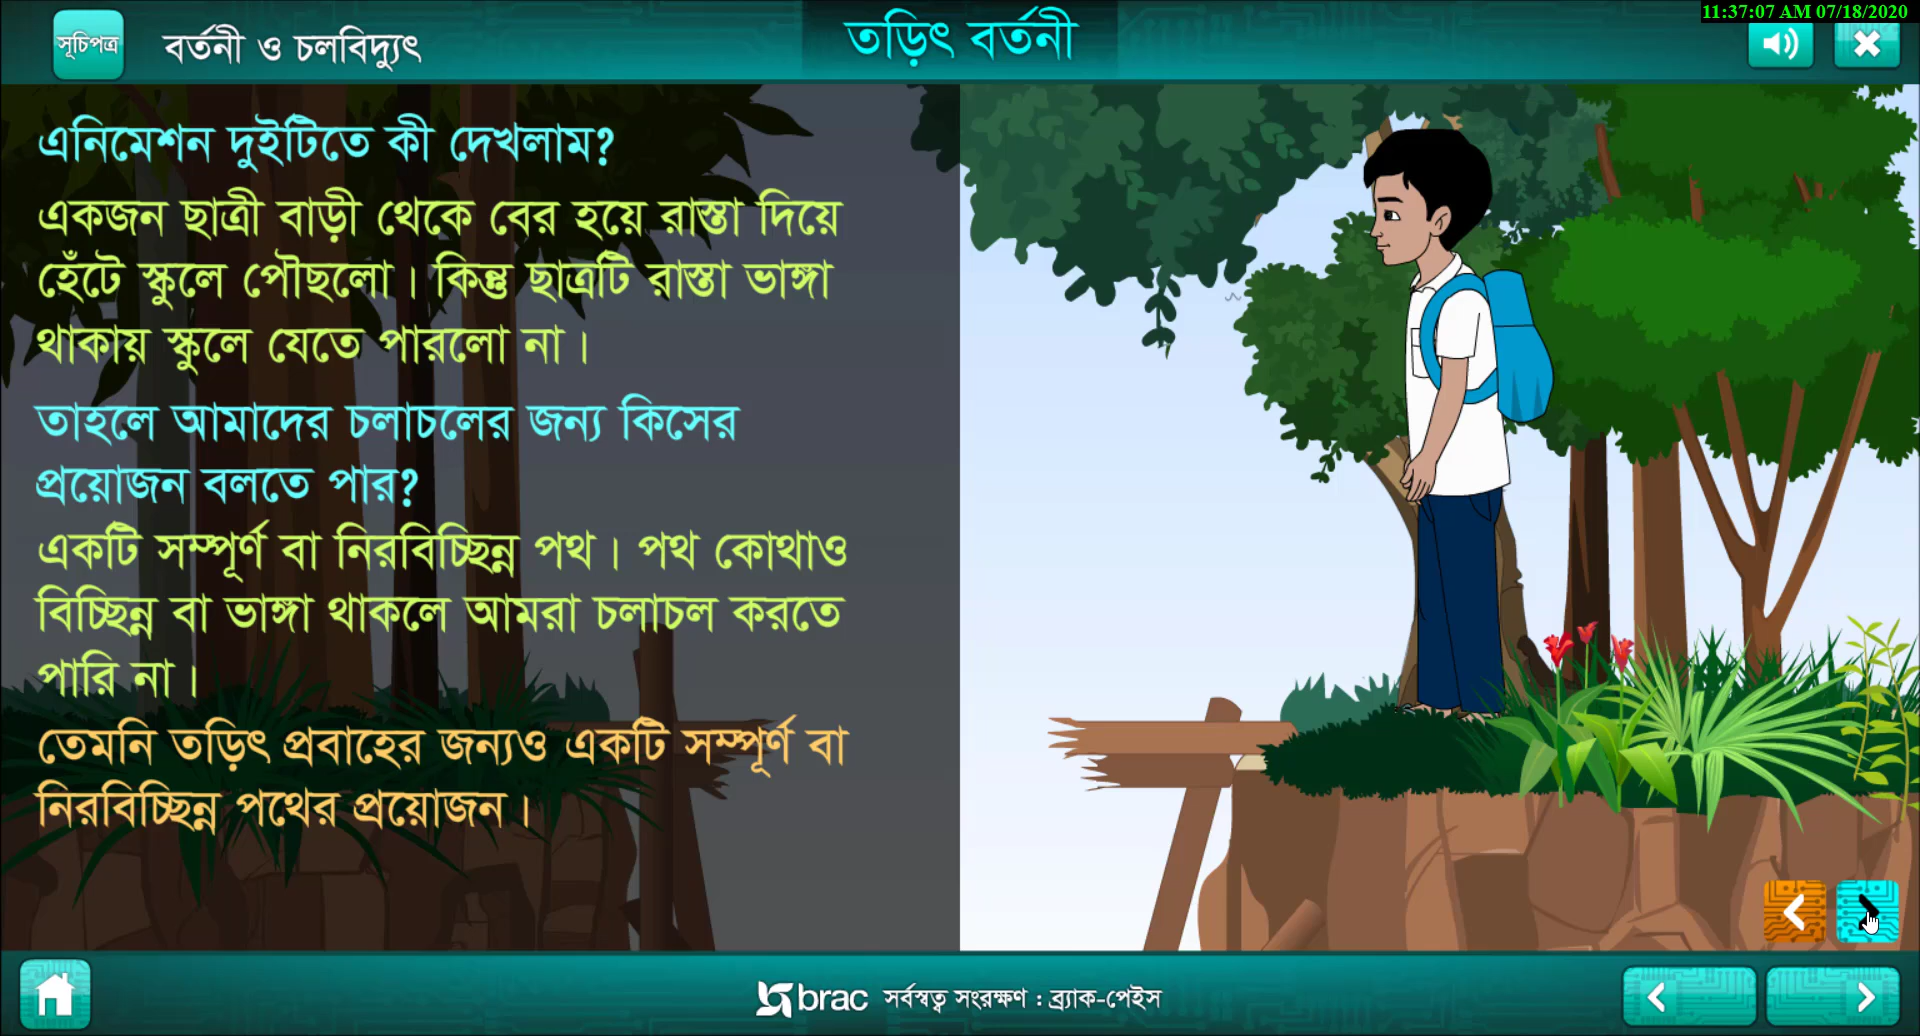 11:37:07 AM 07/18/2020
সূচিপত্র
বর্তনী ও চলবিদ্যুৎ
তড়িৎ বর্তনী
এনিমেশন দুইটিতে কী দেখলাম?
একজন ছাত্রী বাড়ী থেকে বের হয়ে রাস্তা দিয়ে
হেঁটে স্কুলে পৌছলো। কিন্তু ছাত্রটি রাস্তা ভাঙ্গা
থাকায় স্কুলে যেতে পারলো না।
তাহলে আমাদের চলাচলের জন্য কিসের
প্রয়োজন বলতে পার?
একটি সম্পূর্ণ বা নিরবিচ্ছিন্ন পথ। পথ কোথাও
বিচ্ছিন্ন বা ভাঙ্গা থাকলে আমরা চলাচল করতে
পারি না।
তেমনি তড়িৎ প্রবাহের জন্যও একটি সম্পূর্ণ বা
নিরবিচ্ছিন্ন পথের প্রয়োজন।
brac সর্বস্বত্ব সংরক্ষণ : ব্র্যাক-পেইস